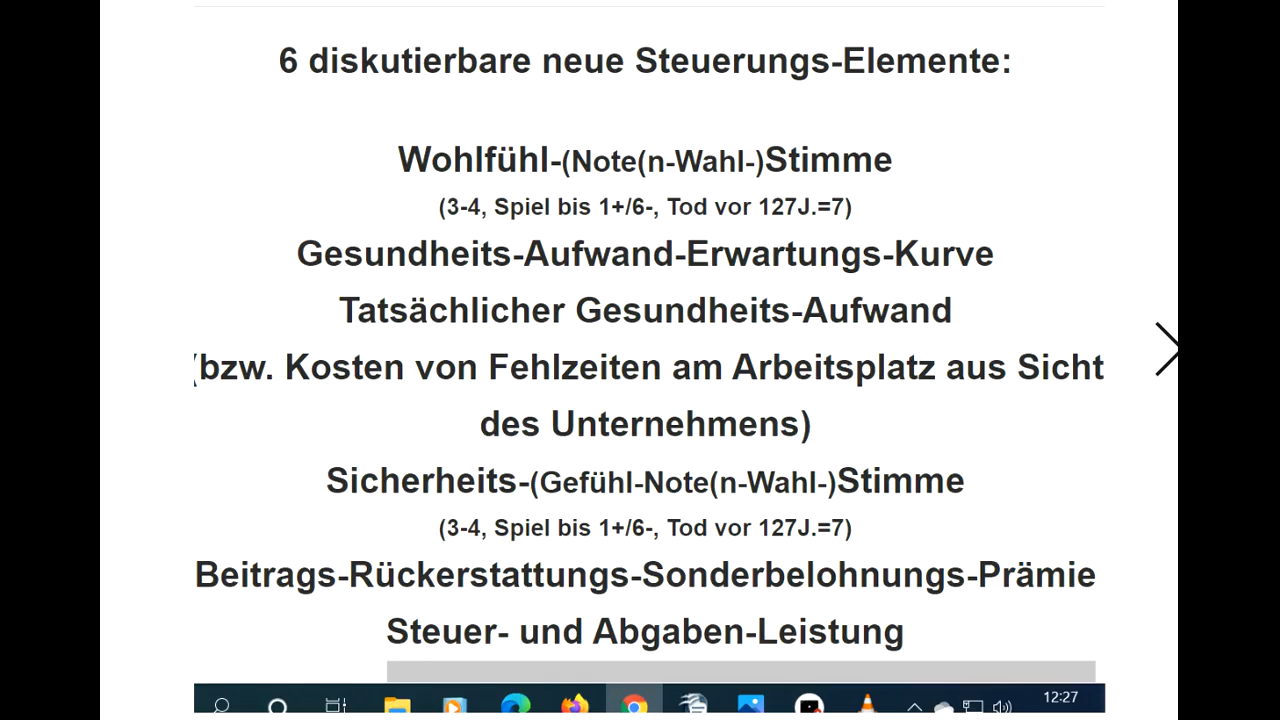 6 diskutierbare neue Steuerungs-Elemente:
Wohlfühl-(Note(n-Wahl-)Stimme
(3-4, Spiel bis 1+/6-, Tod vor 127J.=7)
Gesundheits-Aufwand-Erwartungs-Kurve
Tatsächlicher Gesundheits-Aufwand
(bzw. Kosten von Fehlzeiten am Arbeitsplatz aus Sicht
des Unternehmens)
Sicherheits-(Gefühl-Note(n-Wahl-)Stimme
(3-4, Spiel bis 1+/6-, Tod vor 127J.=7)
Beitrags-Rückerstattungs-Sonderbelohnungs-Prämie
Steuer- und Abgaben-Leistung
12:27